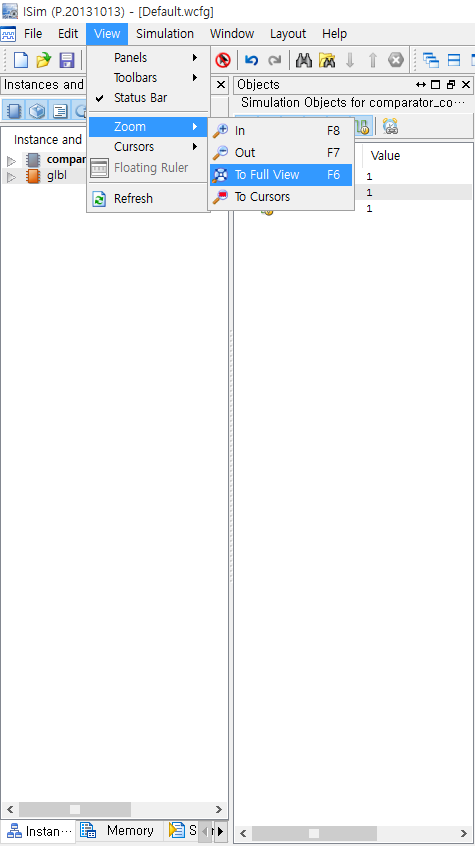 ISim (P.20131013) - [Default.wcfg]
File Edit View Simulation Window Layout Help
Instances and
Objects
Simulation Objects for comparator_co···
Panels
Toolbars
Status Bar
Zoom
Cursors
Floating Ruler
Refresh
In F8
Out F7
To Full View F6
To Cursors
Instance and
compar
glbl
Value
1
1
1
Instan··· Memory S